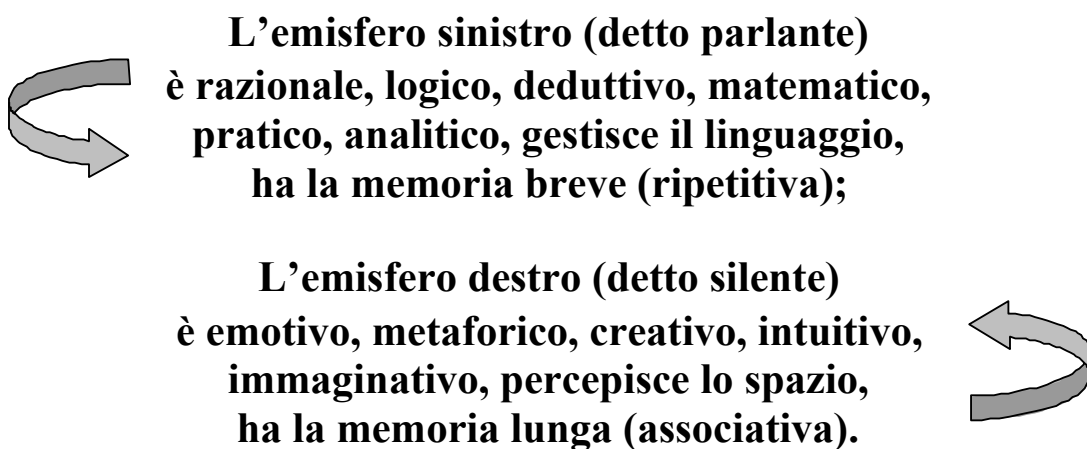 L’emisfero sinistro (detto parlante)
è razionale, logico, deduttivo, matematico,
pratico, analitico, gestisce il linguaggio,
ha la memoria breve (ripetitiva);
L’emisfero destro (detto silente)
è emotivo, metaforico, creativo, intuitivo,
immaginativo, percepisce lo spazio,
ha la memoria lunga (associativa).